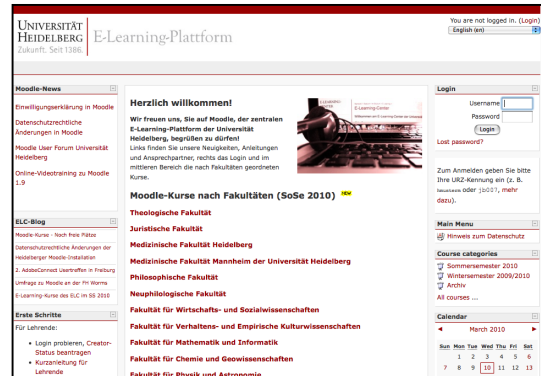 UNIVERSITÄT
HEIDELBERG
Zukunft. Seit 1386.
E-Learning-Plattform
You are not logged in. (Login)
English (en)
Moodle-News
Einwilligungserklärung in Moodle
Datenschutzrechtliche
Änderungen in Moodle
Moodle User Forum Universität
Heidelberg
Online-Videotraining zu Moodle
1.9
ELC-Blog
Moodle-Kurse - Noch freie Plätze
Datenschutzrechtliche Änderungen der
Heidelberger Moodle-Installation
2. AdobeConnect Usertreffen in Freiburg
Umfrage zu Moodle an der FH Worms
E-Learning-Kurse des ELC im SS 2010
Erste Schritte
Für Lehrende:
Login probieren, Creator-
Status beantragen
Kurzanleitung für
Lehrende
Herzlich willkommen!
Wir freuen uns, Sie auf Moodle, der zentralen
E-Learning-Plattform der Universität
Heidelberg, begrüßen zu dürfen!
Links finden Sie unsere Neuigkeiten, Anleitungen
und Ansprechpartner, rechts das Login und im
mittleren Bereich die nach Fakultäten geordneten
Kurse.
E-Learning-Center
Moodle-Kurse nach Fakultäten (SoSe 2010) NEW
Theologische Fakultät
Juristische Fakultät
Medizinische Fakultät Heidelberg
Medizinische Fakultät Mannheim der Universität Heidelberg
Philosophische Fakultät
Neuphilologische Fakultät
Fakultät für Wirtschafts- und Sozialwissenschaften
Fakultät für Verhaltens- und Empirische Kulturwissenschaften
Fakultät für Mathematik und Informatik
Fakultät für Chemie und Geowissenschaften
Fakultät für Physik und Astronomie
Login
Username
Password
Login
Lost password?
Zum Anmelden geben Sie bitte
Ihre URZ-Kennung ein (z. B.
oder jb007, mehr
dazu).
Main Menu
Hinweis zum Datenschutz
Course categories
Sommersemester 2010
Wintersemester 2009/2010
Archiv
All courses ...
Calendar
◄ March 2010 ►
Sun Mon Tue Wed Thu Fri Sat
1 2 3 4 5 6
7 8 9 10 11 12 13